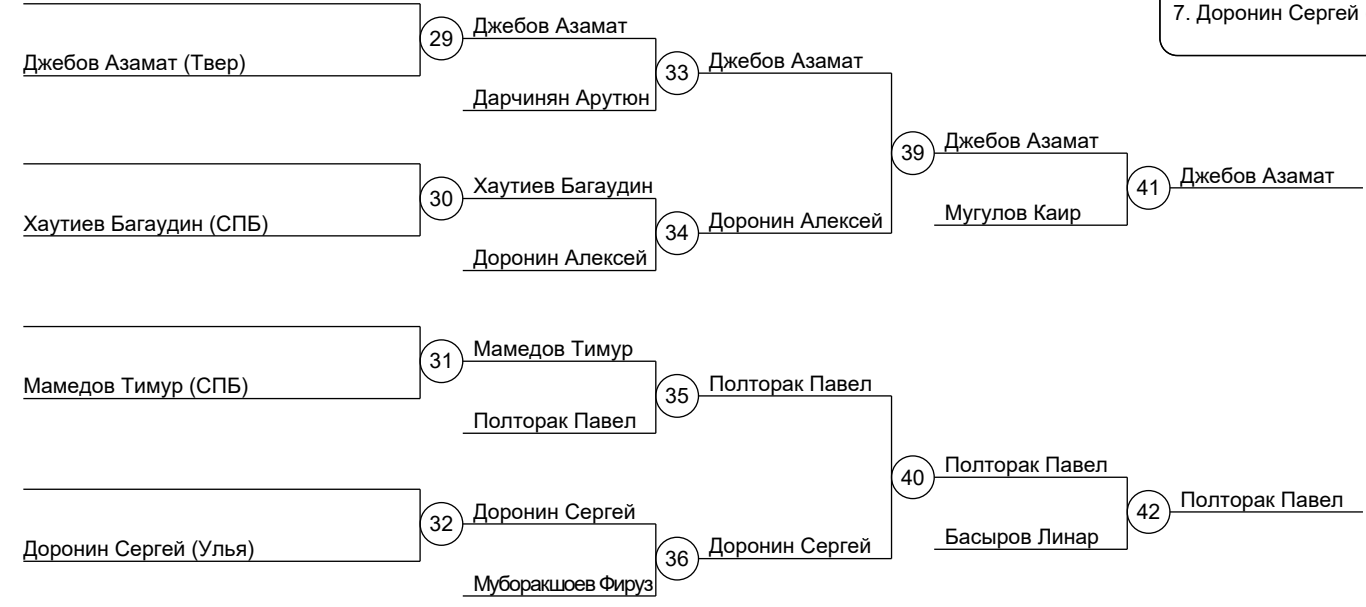 7. Доронин Сергей
29
Джебов Азамат
Джебов Азамат (Твер)
33
Джебов Азамат
Дарчинян Арутюн
39
Джебов Азамат
30
Хаутиев Багаудин
41
Джебов Азамат
Хаутиев Багаудин (СПБ)
34
Доронин Алексей
Мугулов Каир
Доронин Алексей
31
Мамедов Тимур
Мамедов Тимур (СПБ)
35
Полторак Павел
Полторак Павел
40
Полторак Павел
32
Доронин Сергей
42
Полторак Павел
Доронин Сергей (Улья)
36
Доронин Сергей
Басыров Линар
Муборакшоев Фируз